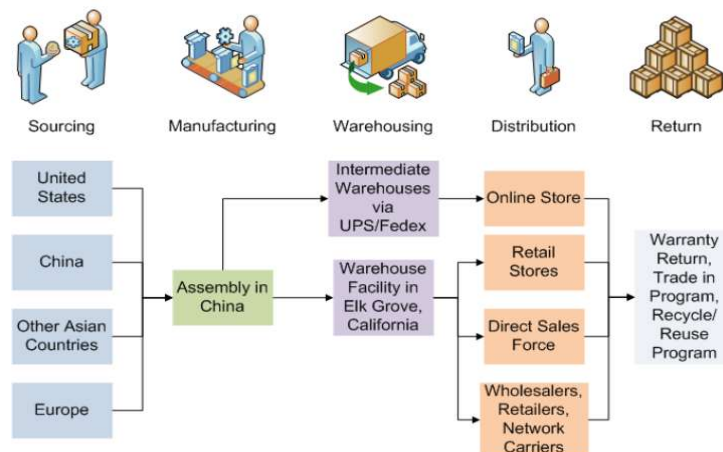 Sourcing
Manufacturing
Warehousing
Distribution
Return
United
States
China
Other Asian
Countries
Europe
Assembly in
China
Intermediate
Warehouses
via
UPS/Fedex
Warehouse
Facility in
Elk Grove,
California
Online Store
Retail
Stores
Direct Sales
Force
Wholesalers,
Retailers,
Network
Carriers
Warranty
Return,
Trade in
Program,
Recycle/
Reuse
Program